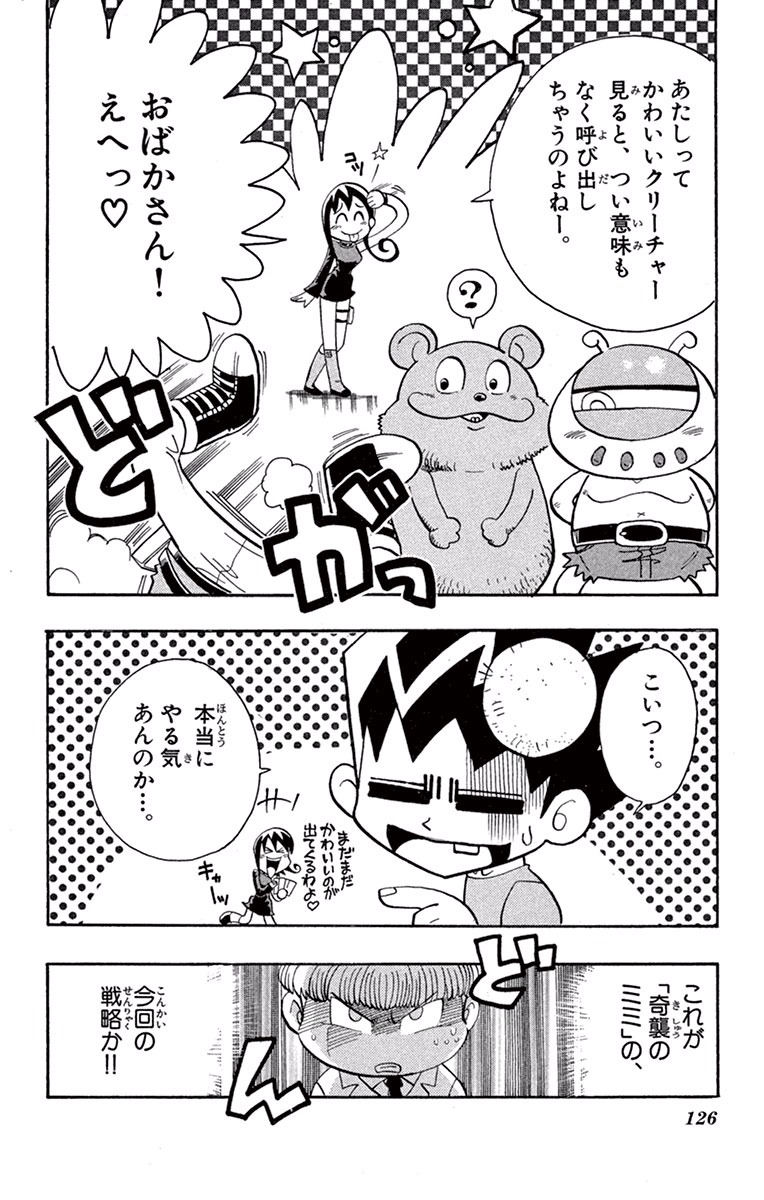 あたしって
かわいいクリーチャー
見ると、つい意味も
なく呼び出し
ちゃうのよねー。
コツ
おばかさん!
えへっ♡
?
どがっ
こいつ…。
本当に
やる気
あんのか…。
まだまだ
かわいいのが
出てくるわよ♡
キャーッ
これが
「奇襲の
ミミ」の、
どん
今回の
戦略か!!
126